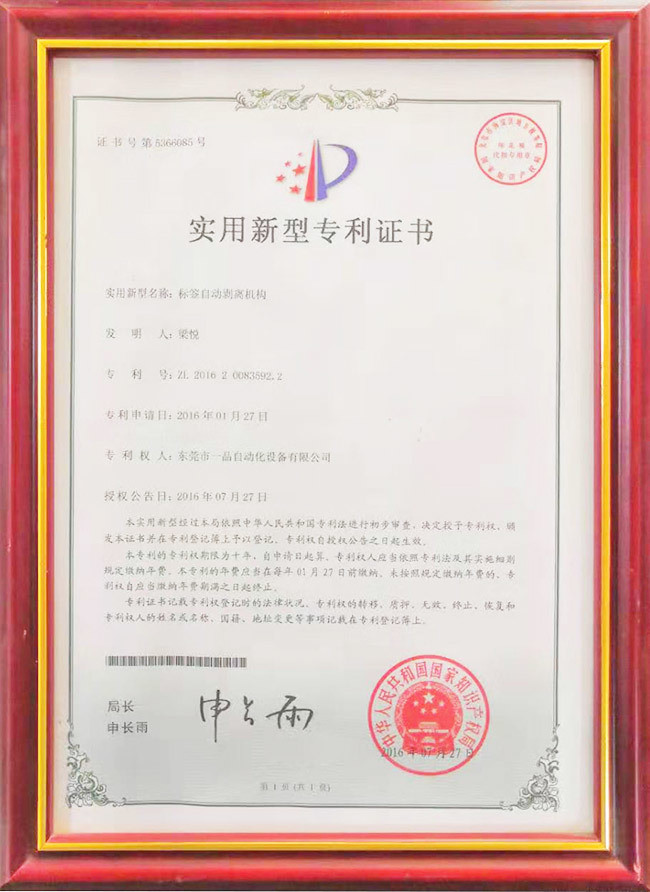 证书号第5366085号
实用新型专利证书
实用新型名称：标签自动剥离机构
发明人：梁悦
专利号：ZL 2016 2 0083592.2
专利申请日：2016年01月27日
专利权人：东莞市一品自动化设备有限公司
授权公告日：2016年07月27日
本实用新型经过本局依照中华人民共和国专利法进行初步审查，决定授予专利权，颁
发本证书并在专利登记簿上予以登记，专利权自授权公告之日起生效。
本专利的专利权期限为十年，自申请日起算。专利权人应当依照专利法及其实施细则
规定缴纳年费。本专利的年费应当在每年01月27日前缴纳。未按照规定缴纳年费的，专
利权自应当缴纳年费期满之日起终止。
专利证书记载专利权登记时的法律状况。专利权的转移、质押、无效、终止、恢复和
专利权人的姓名或名称、国籍、地址变更等事项记载在专利登记簿上。
局长
申长雨
申长雨
中华人民共和国国家知识产权局
2016年07月27日
第1页(共1页)